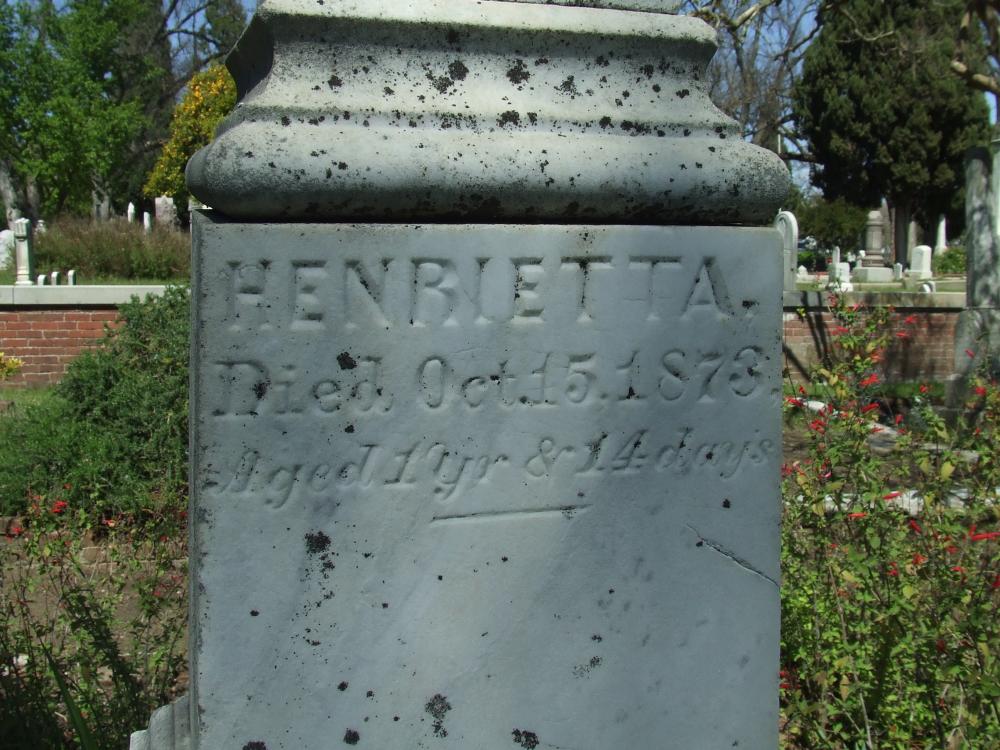 HENRIETTA,
Died Oct. 15. 1873.
Aged 1 Yr & 14 days